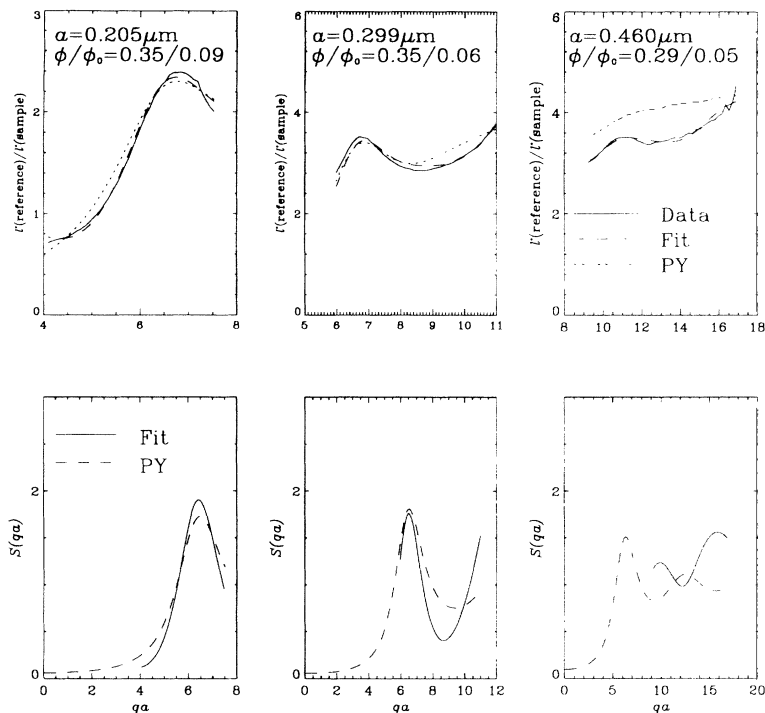 a=0.205μm
φ/φ₀=0.35/0.09
3
2
1
0
4
6
8
l*(reference)/l*(sample)
a=0.299μm
φ/φ₀=0.35/0.06
6
4
2
0
5 6 7 8 9 10 11
l*(reference)/l*(sample)
a=0.460μm
φ/φ₀=0.29/0.05
6
4
2
0
8 10 12 14 16 18
l*(reference)/l*(sample)
Data
Fit
PY
Fit
PY
2
0
0 2 4 6 8
S(qa)
qa
2
0
0 2 4 6 8 10 12
S(qa)
qa
2
0
0 5 10 15 20
S(qa)
qa